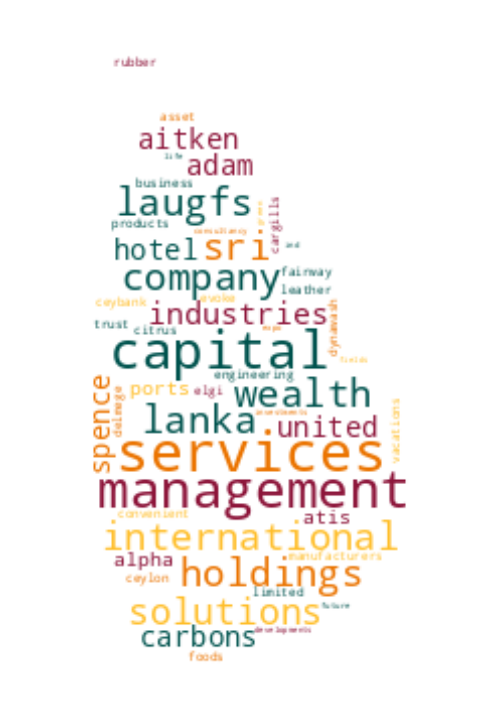 rubber
asset
aitken
life
adam
business
laugfs
cargills
products
consultancy
hotel
sri
and
company
fairway
leather
ceybank
evoke
industries
dynawash
trust
citrus
expo
capital
fields
engineering
spence
delmege
ports
elgi
wealth
vacations
lanka
investments
united
services
management
convenient
atis
international
alpha
manufacturers
ceylon
holdings
limited
solutions
future
carbons
developments
foods